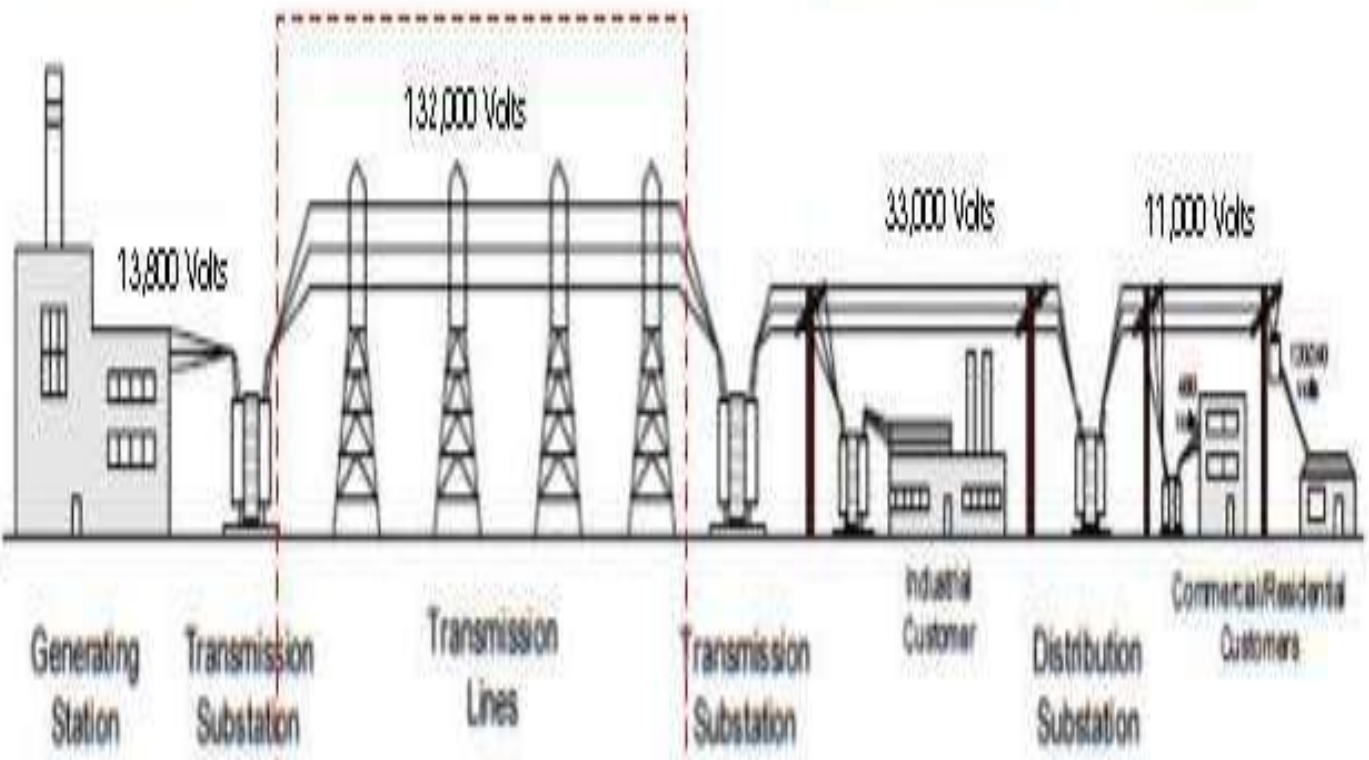 132,000 Volts
33,000 Volts
11,000 Volts
13,800 Volts
Generating
Station
Transmission
Substation
Transmission
Lines
Transmission
Substation
Industrial
Customer
Distribution
Substation
Commercial/Residential
Customers